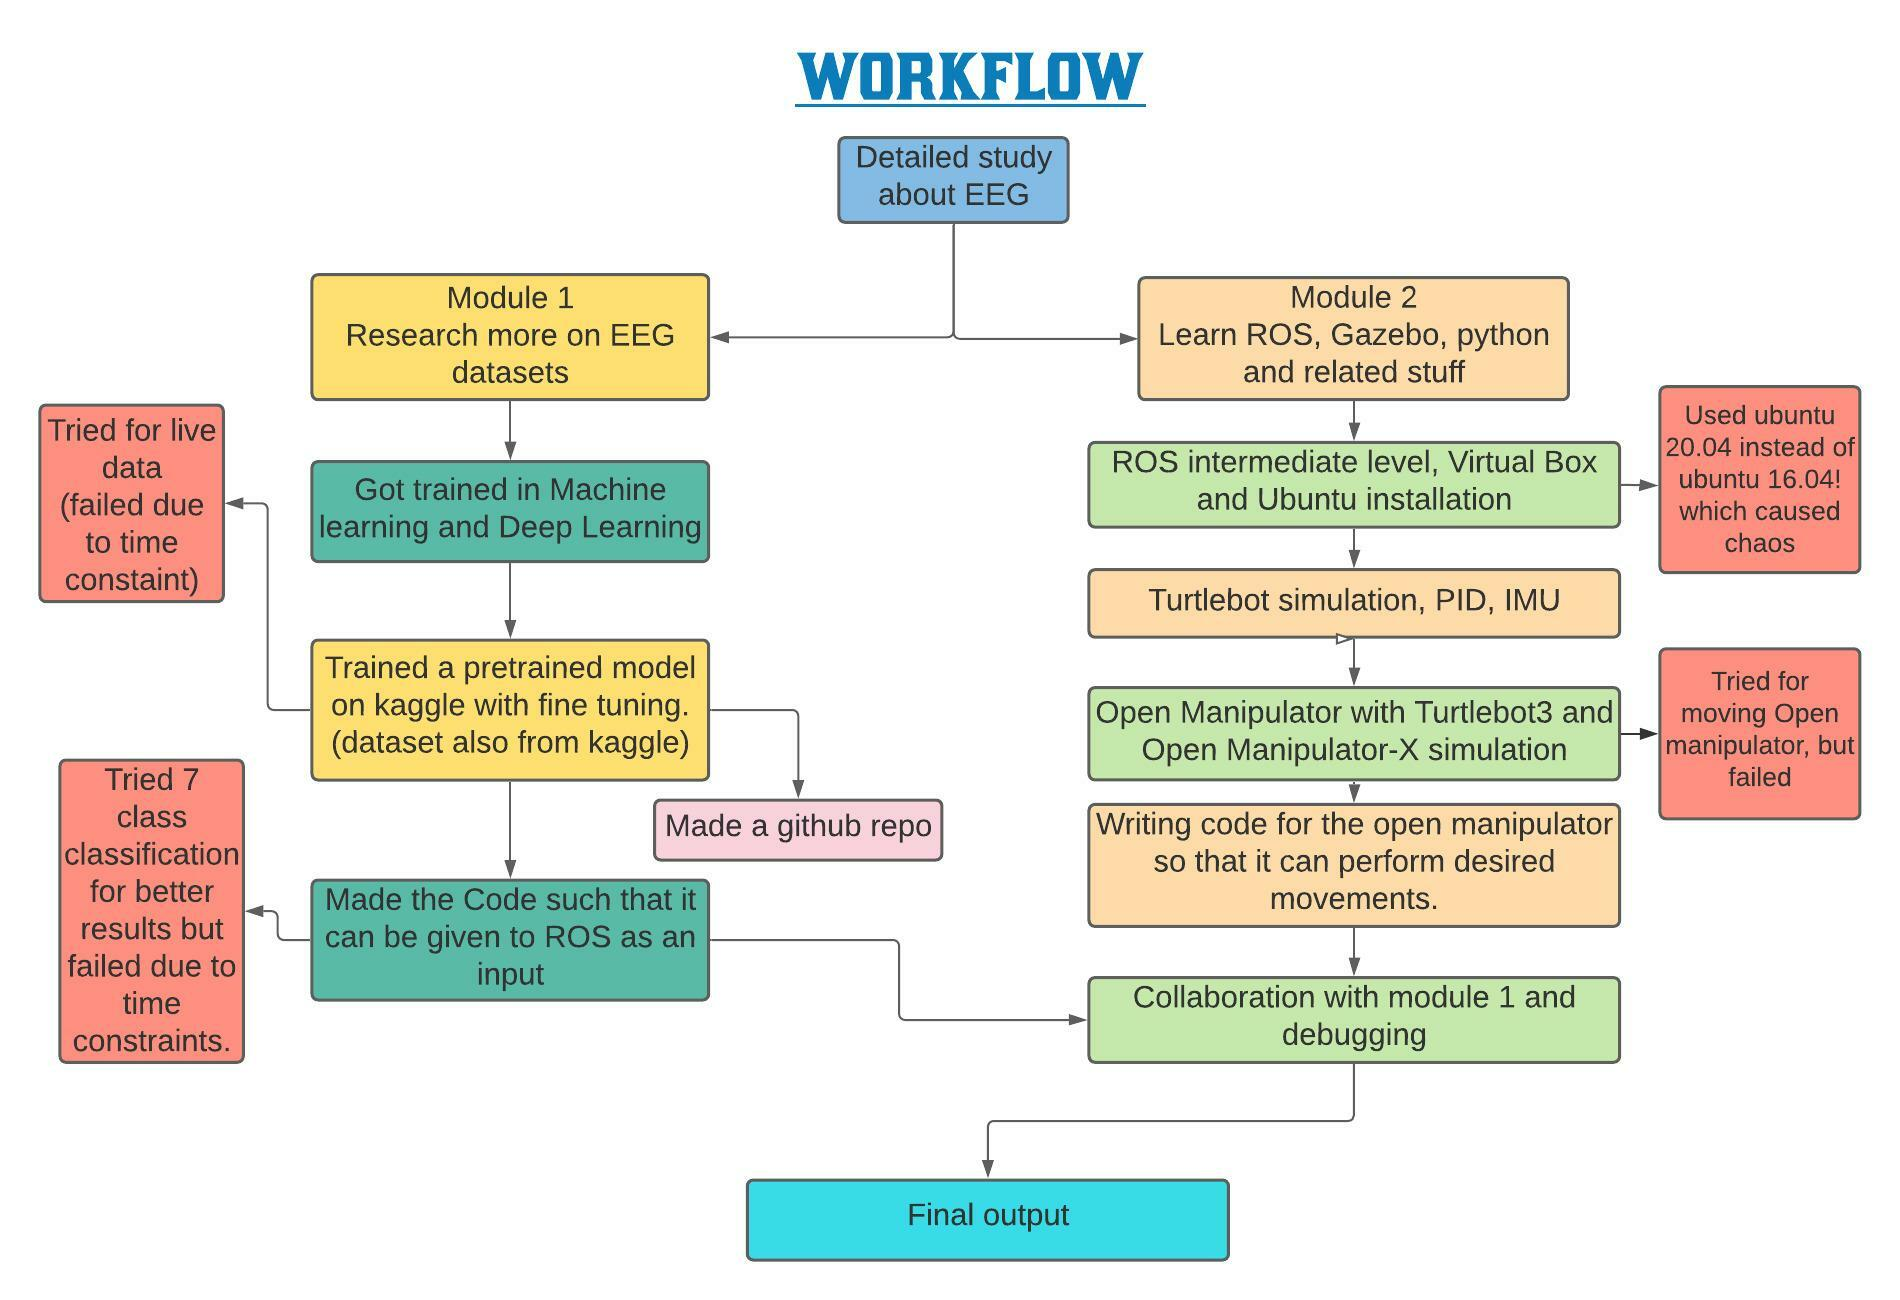 WORKFLOW
Detailed study
about EEG
Module 1
Research more on EEG
datasets
Module 2
Learn ROS, Gazebo, python
and related stuff
Tried for live
data
(failed due
to time
constaint)
Got trained in Machine
learning and Deep Learning
ROS intermediate level, Virtual Box
and Ubuntu installation
Used ubuntu
20.04 instead of
ubuntu 16.04!
which caused
chaos
Turtlebot simulation, PID, IMU
Trained a pretrained model
on kaggle with fine tuning.
(dataset also from kaggle)
Open Manipulator with Turtlebot3 and
Open Manipulator-X simulation
Tried for
moving Open
manipulator, but
failed
Tried 7
class
classification
for better
results but
failed due to
time
constraints.
Made a github repo
Writing code for the open manipulator
so that it can perform desired
movements.
Made the Code such that it
can be given to ROS as an
input
Collaboration with module 1 and
debugging
Final output